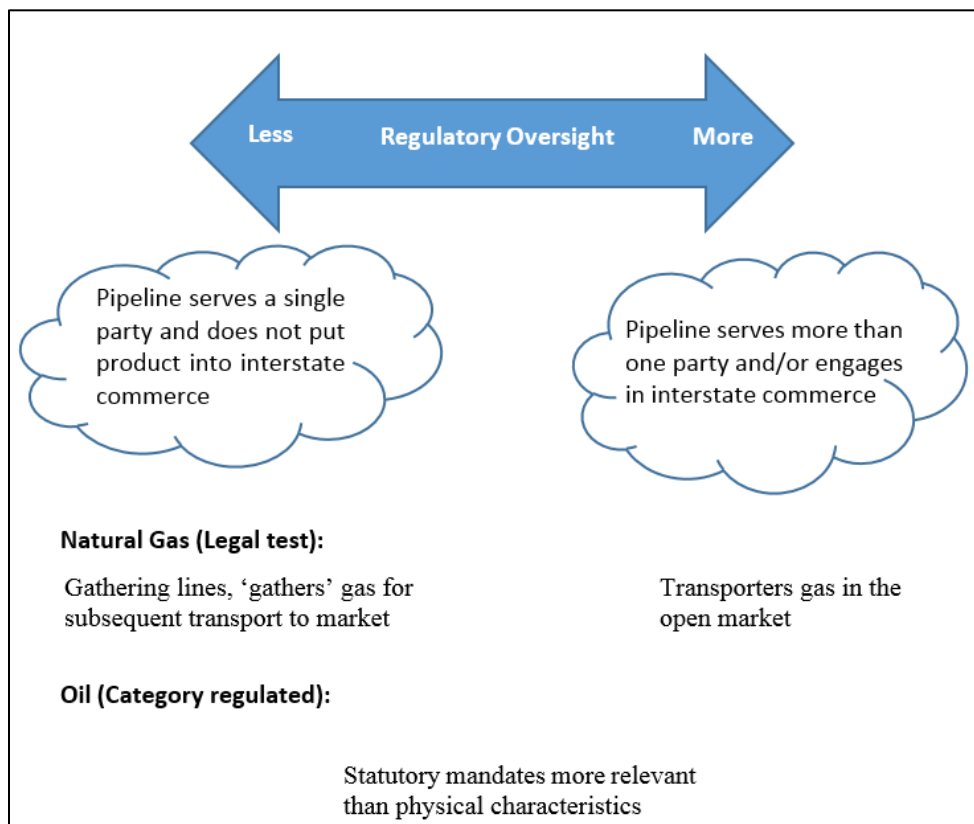 Less Regulatory Oversight More
Pipeline serves a single
party and does not put
product into interstate
commerce
Pipeline serves more than
one party and/or engages
in interstate commerce
Natural Gas (Legal test):
Gathering lines, ‘gathers’ gas for
subsequent transport to market
Transporters gas in the
open market
Oil (Category regulated):
Statutory mandates more relevant
than physical characteristics